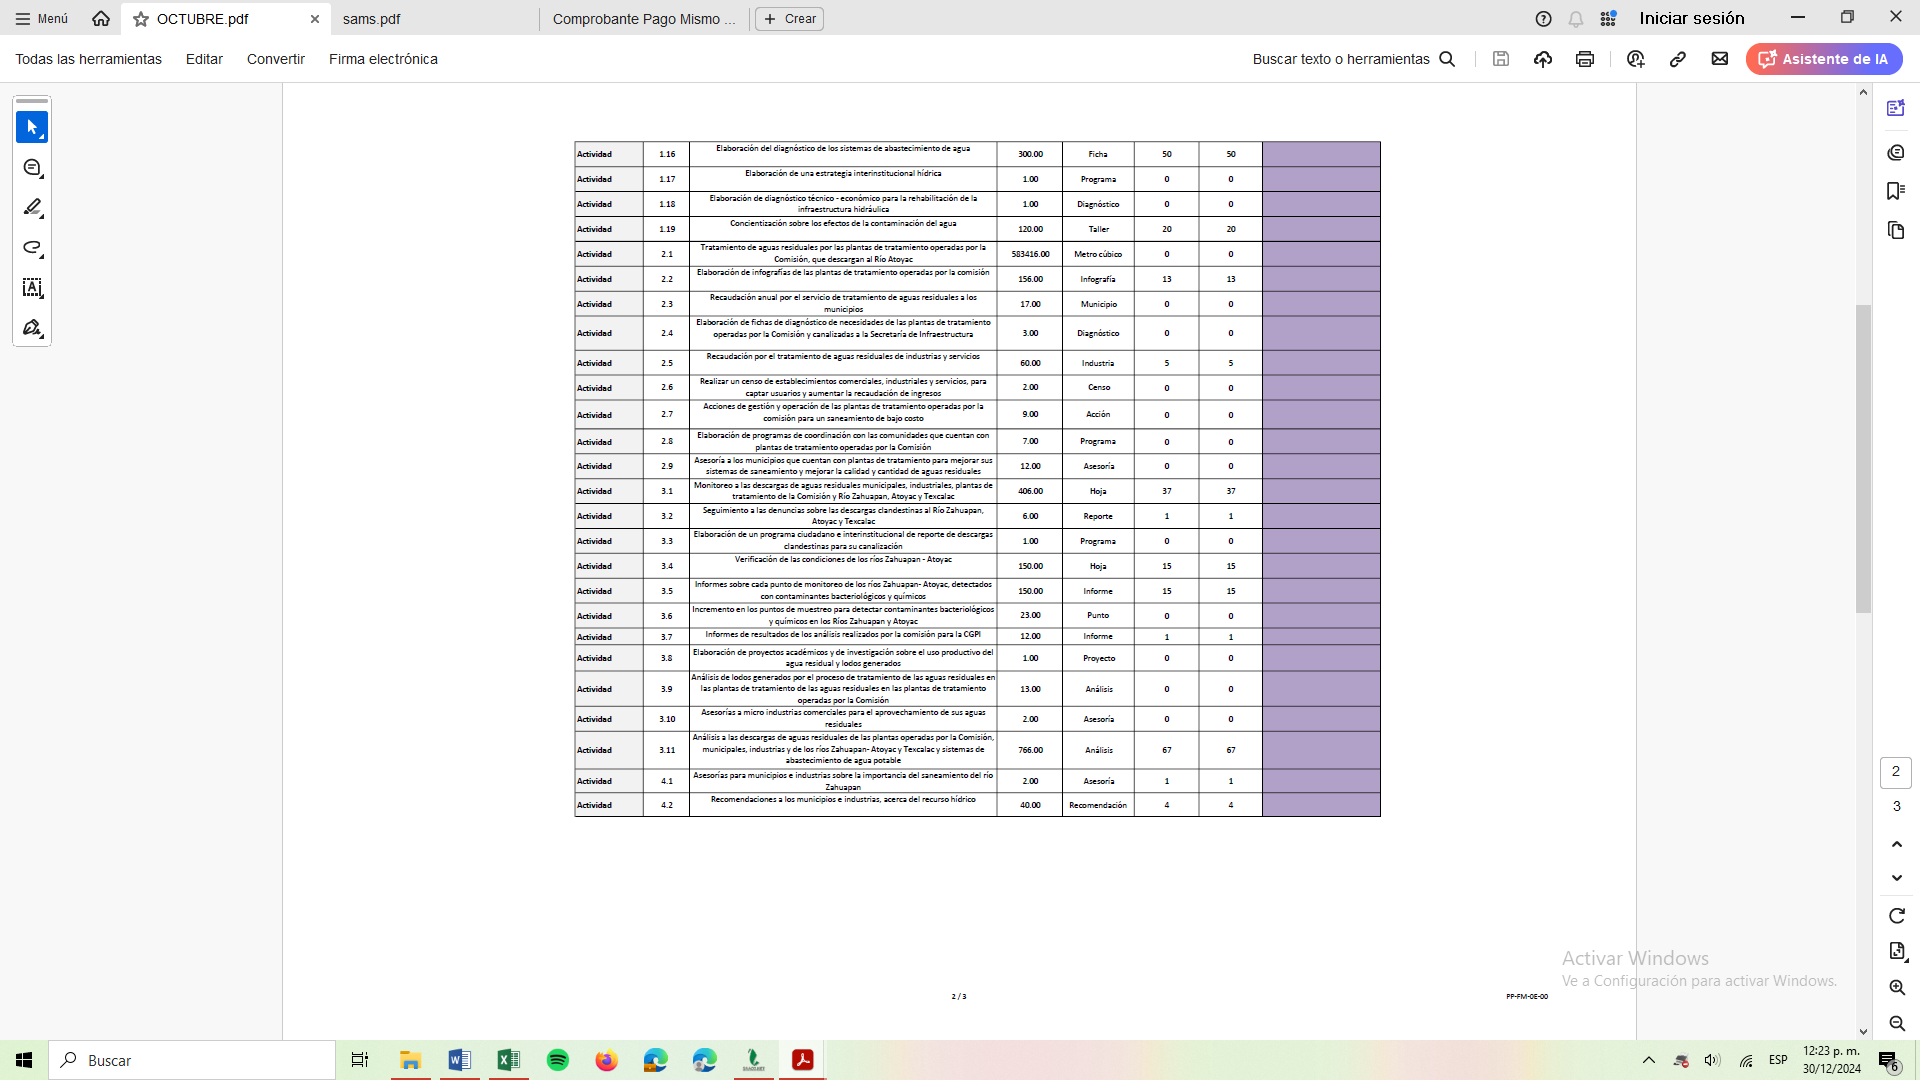 Menú OCTUBRE.pdf sams.pdf Comprobante Pago Mismo ... Crear Iniciar sesión
Todas las herramientas Editar Convertir Firma electrónica Buscar texto o herramientas Asistente de IA
Actividad 1.16 Elaboración del diagnóstico de los sistemas de abastecimiento de agua 300.00 Ficha 50 50
Actividad 1.17 Elaboración de una estrategia interinstitucional hídrica 1.00 Programa 0 0
Actividad 1.18 Elaboración de diagnóstico técnico - económico para la rehabilitación de la
infraestructura hidráulica 1.00 Diagnóstico 0 0
Actividad 1.19 Concientización sobre los efectos de la contaminación del agua 120.00 Taller 20 20
Actividad 2.1 Tratamiento de aguas residuales por las plantas de tratamiento operadas por la
Comisión, que descargan al Río Atoyac 583416.00 Metro cúbico 0 0
Actividad 2.2 Elaboración de infografías de las plantas de tratamiento operadas por la comisión 156.00 Infografía 13 13
Actividad 2.3 Recaudación anual por el servicio de tratamiento de aguas residuales a los
municipios 17.00 Municipio 0 0
Actividad 2.4 Elaboración de fichas de diagnóstico de necesidades de las plantas de tratamiento
operadas por la Comisión y canalizadas a la Secretaría de Infraestructura 3.00 Diagnóstico 0 0
Actividad 2.5 Recaudación por el tratamiento de aguas residuales de industrias y servicios 60.00 Industria 5 5
Actividad 2.6 Realizar un censo de establecimientos comerciales, industriales y servicios, para
captar usuarios y aumentar la recaudación de ingresos 2.00 Censo 0 0
Actividad 2.7 Acciones de gestión y operación de las plantas de tratamiento operadas por la
comisión para un saneamiento de bajo costo 9.00 Acción 0 0
Actividad 2.8 Elaboración de programas de coordinación con las comunidades que cuentan con
plantas de tratamiento operadas por la Comisión 7.00 Programa 0 0
Actividad 2.9 Asesoría a los municipios que cuentan con plantas de tratamiento para mejorar sus
sistemas de saneamiento y mejorar la calidad y cantidad de aguas residuales 12.00 Asesoría 0 0
Actividad 3.1 Monitoreo a las descargas de aguas residuales municipales, industriales, plantas de
tratamiento de la Comisión y Río Zahuapan, Atoyac y Texcalac 406.00 Hoja 37 37
Actividad 3.2 Seguimiento a las denuncias sobre las descargas clandestinas al Río Zahuapan,
Atoyac y Texcalac 6.00 Reporte 1 1
Actividad 3.3 Elaboración de un programa ciudadano e interinstitucional de reporte de descargas
clandestinas para su canalización 1.00 Programa 0 0
Actividad 3.4 Verificación de las condiciones de los ríos Zahuapan - Atoyac 150.00 Hoja 15 15
Actividad 3.5 Informes sobre cada punto de monitoreo de los ríos Zahuapan- Atoyac, detectados
con contaminantes bacteriológicos y químicos 150.00 Informe 15 15
Actividad 3.6 Incremento en los puntos de muestreo para detectar contaminantes bacteriológicos
y químicos en los Ríos Zahuapan y Atoyac 23.00 Punto 0 0
Actividad 3.7 Informes de resultados de los análisis realizados por la comisión para la CGPI 12.00 Informe 1 1
Actividad 3.8 Elaboración de proyectos académicos y de investigación sobre el uso productivo del
agua residual y lodos generados 1.00 Proyecto 0 0
Actividad 3.9 Análisis de lodos generados por el proceso de tratamiento de las aguas residuales en
las plantas de tratamiento de las aguas residuales en las plantas de tratamiento
operadas por la Comisión 13.00 Análisis 0 0
Actividad 3.10 Asesorías a micro industrias comerciales para el aprovechamiento de sus aguas
residuales 2.00 Asesoría 0 0
Actividad 3.11 Análisis a las descargas de aguas residuales de las plantas operadas por la Comisión,
municipales, industrias y de los ríos Zahuapan- Atoyac y Texcalac y sistemas de
abastecimiento de agua potable 766.00 Análisis 67 67
Actividad 4.1 Asesorías para municipios e industrias sobre la importancia del saneamiento del río
Zahuapan 2.00 Asesoría 1 1
Actividad 4.2 Recomendaciones a los municipios e industrias, acerca del recurso hídrico 40.00 Recomendación 4 4
2
3
Activar Windows
Ve a Configuración para activar Windows.
2 / 3 PP-FM-0E-00
Buscar ESP 12:23 p. m.
30/12/2024 6